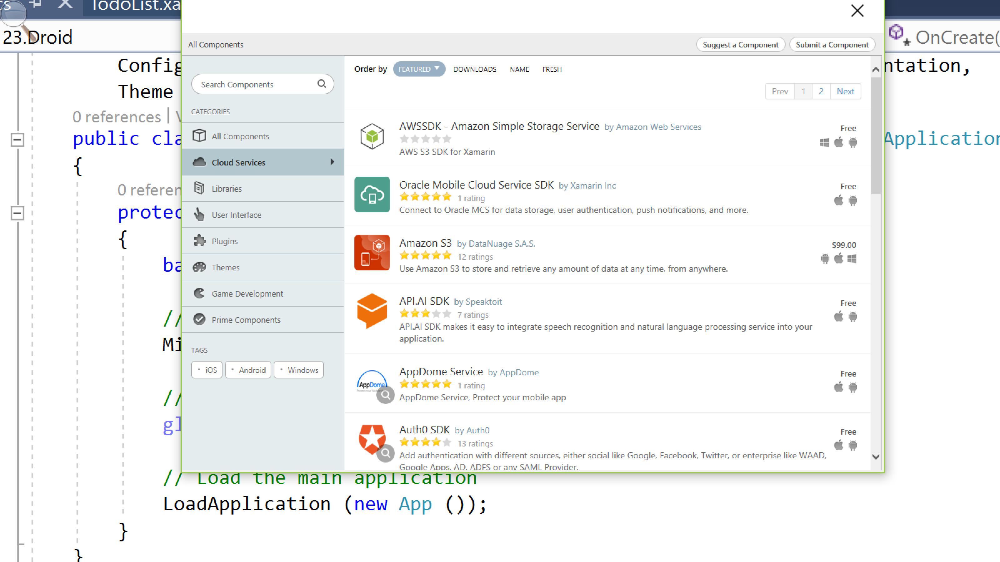 TodoList.xa
23.Droid
OnCreate(
All Components
Suggest a Component
Submit a Component
Config
ntation,
Theme
0 references |
public cla
Application
{
0 referen
protec
{
ba
//
Mi
//
gl
Search Components
CATEGORIES
All Components
Cloud Services
Libraries
User Interface
Plugins
Themes
Game Development
Prime Components
TAGS
iOS
Android
Windows
Order by FEATURED DOWNLOADS NAME FRESH
Prev 1 2 Next
AWSSDK - Amazon Simple Storage Service by Amazon Web Services
Free
AWS S3 SDK for Xamarin
Oracle Mobile Cloud Service SDK by Xamarin Inc
Free
1 rating
Connect to Oracle MCS for data storage, user authentication, push notifications, and more.
Amazon S3 by DataNuage S.A.S.
$99.00
12 ratings
Use Amazon S3 to store and retrieve any amount of data at any time, from anywhere.
API.AI SDK by Speaktoit
Free
7 ratings
API.AI SDK makes it easy to integrate speech recognition and natural language processing service into your
application.
AppDome
AppDome Service by AppDome
Free
1 rating
AppDome Service, Protect your mobile app
Auth0 SDK by Auth0
Free
13 ratings
Add authentication with different sources, either social like Google, Facebook, Twitter, or enterprise like WAAD,
Google Apps, AD, ADFS or any SAML Provider.
// Load the main application
LoadApplication (new App ());
}
}